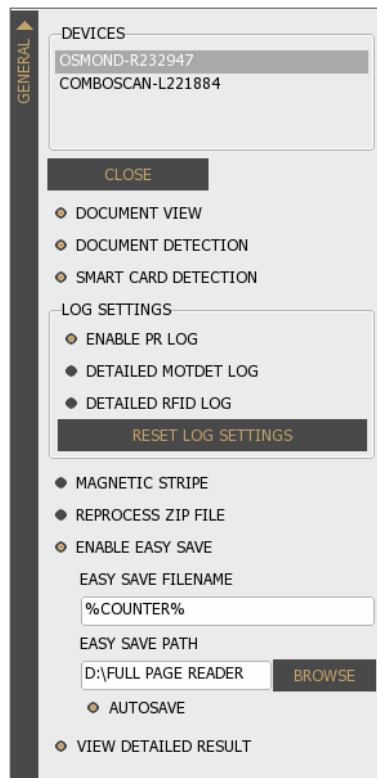 GENERAL
DEVICES
OSMOND-R232947
COMBOSCAN-L221884
CLOSE
DOCUMENT VIEW
DOCUMENT DETECTION
SMART CARD DETECTION
LOG SETTINGS
ENABLE PR LOG
DETAILED MOTDET LOG
DETAILED RFID LOG
RESET LOG SETTINGS
MAGNETIC STRIPE
REPROCESS ZIP FILE
ENABLE EASY SAVE
EASY SAVE FILENAME
%COUNTER%
EASY SAVE PATH
D:\FULL PAGE READER BROWSE
AUTOSAVE
VIEW DETAILED RESULT